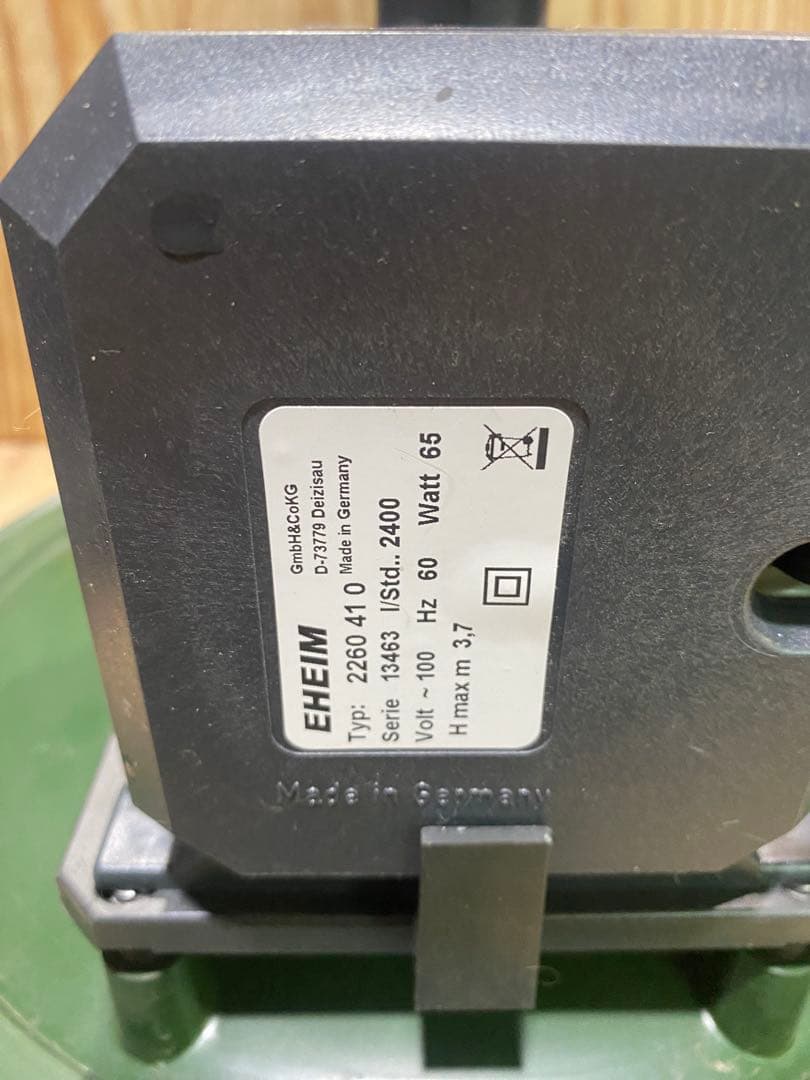 EHEIM GmbH&CoKG
D-73779 Deizisau
Typ: 2260 41 0 Made in Germany
Serie 13463 l/Std.. 2400
Volt ~ 100 Hz 60 Watt 65
H max m 3,7
Made in Germany